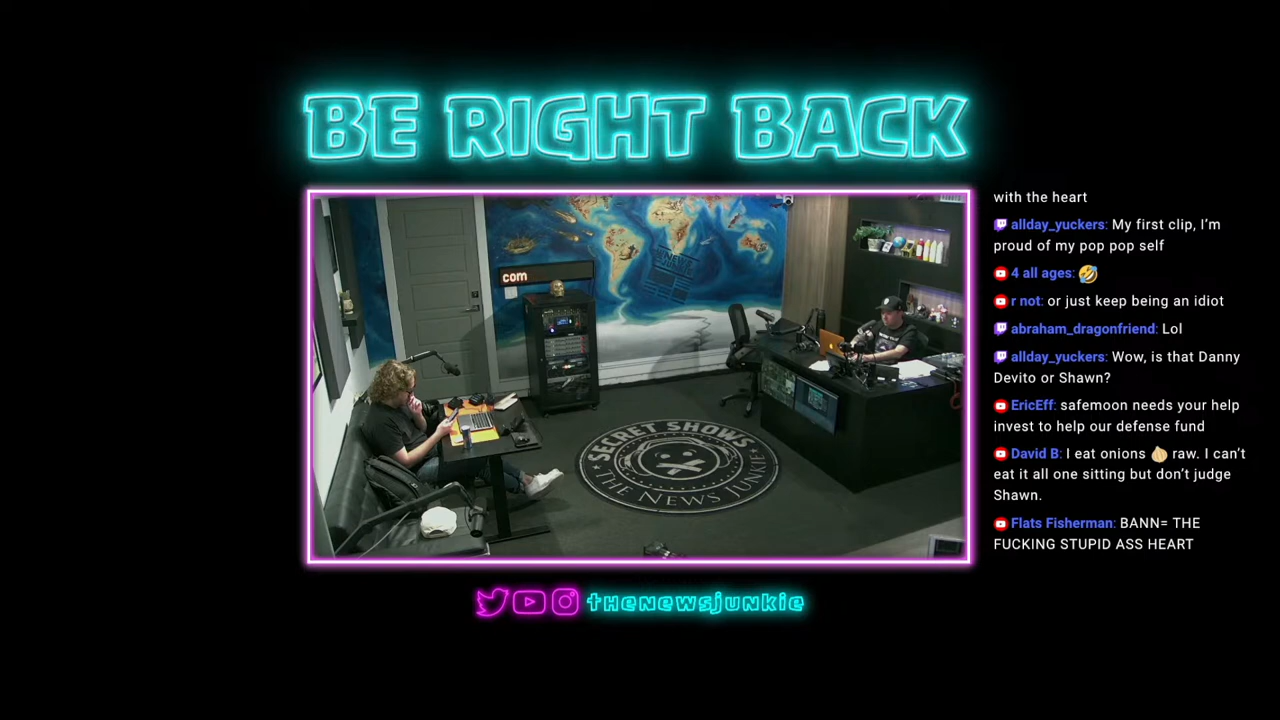 BE RIGHT BACK
with the heart
allday_yuckers: My first clip, I'm
proud of my pop pop self
4 all ages: 🤣
r not: or just keep being an idiot
abraham_dragonfriend: Lol
allday_yuckers: Wow, is that Danny
Devito or Shawn?
EricEff: safemoon needs your help
invest to help our defense fund
David B: I eat onions 🧅 raw. I can't
eat it all one sitting but don't judge
Shawn.
Flats Fisherman: BANN= THE
FUCKING STUPID ASS HEART
com
SECRET SHOWS
THE NEWS JUNKIE
thenewsjunkie